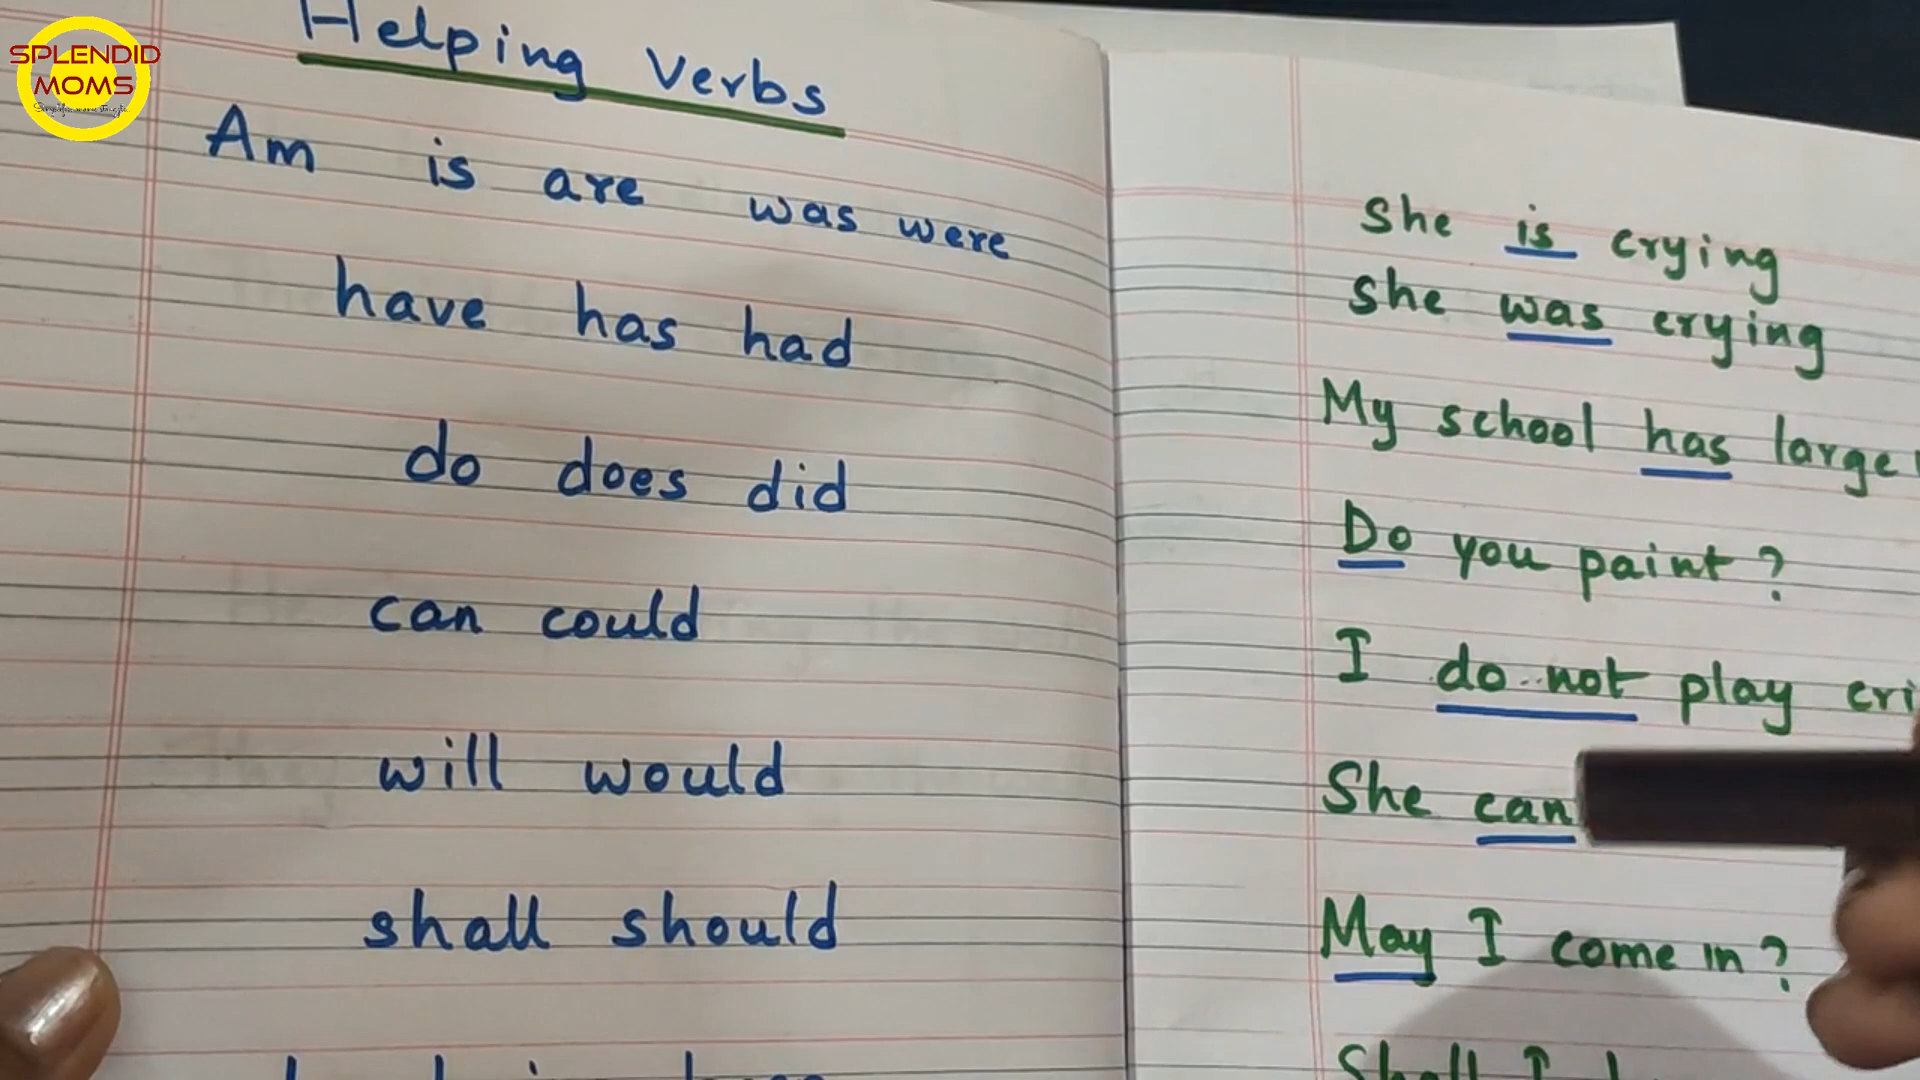 SPLENDID
MOMS
Helping Verbs
Am is are was were
have has had
do does did
can could
will would
shall should
She is crying
She was crying
My school has large
Do you paint?
I do not play
She can
May I come in?
Shall I